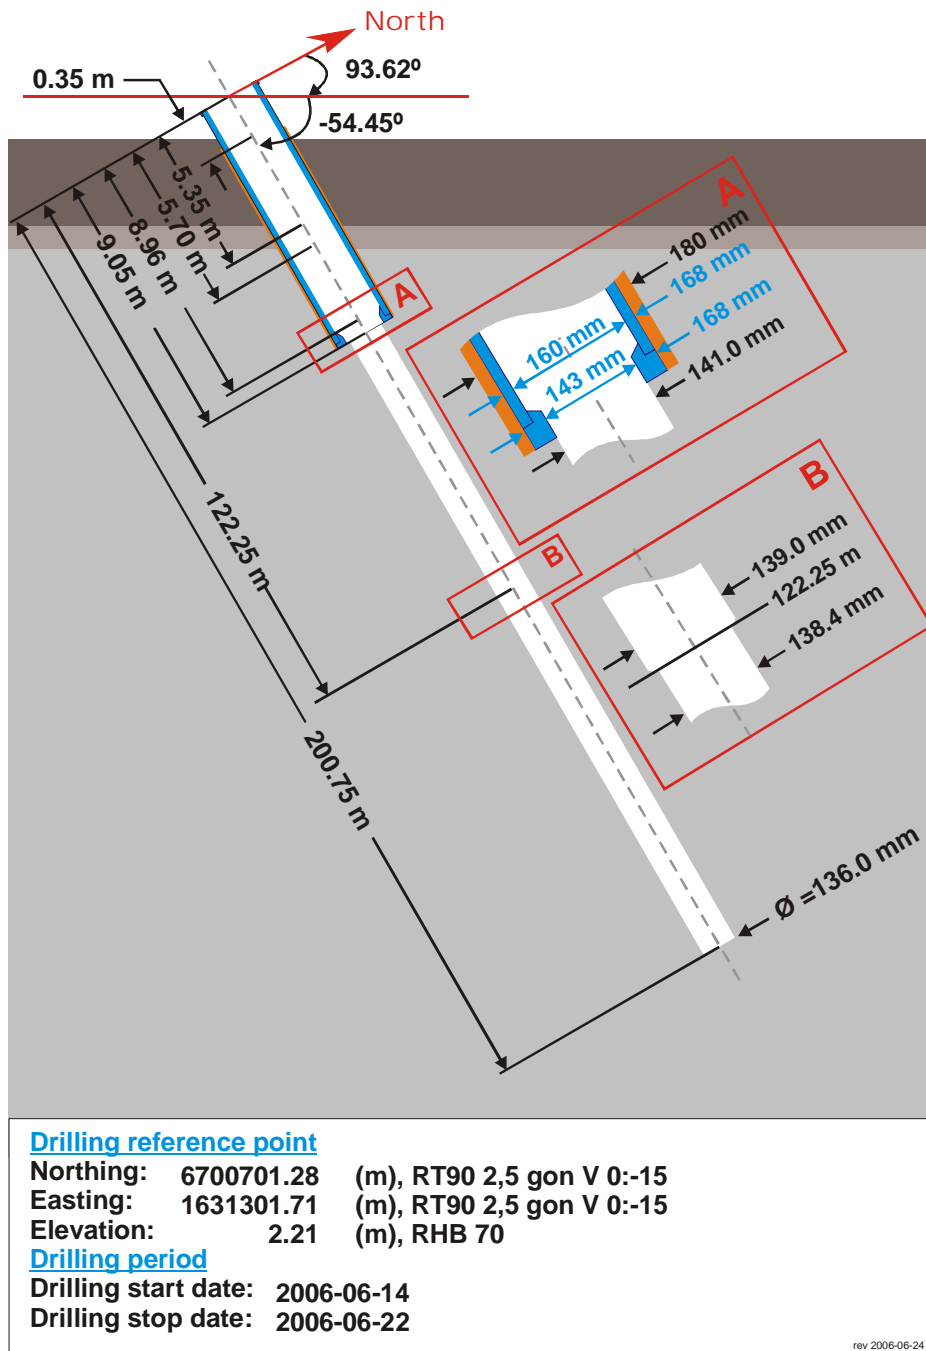 North
93.62º
0.35 m
-54.45º
5.35 m
5.70 m
8.96 m
9.05 m
122.25 m
200.75 m
A
A
180 mm
168 mm
168 mm
160 mm
143 mm
141.0 mm
B
B
139.0 mm
122.25 m
138.4 mm
Ø =136.0 mm
Drilling reference point
Northing: 6700701.28 (m), RT90 2,5 gon V 0:-15
Easting: 1631301.71 (m), RT90 2,5 gon V 0:-15
Elevation: 2.21 (m), RHB 70
Drilling period
Drilling start date: 2006-06-14
Drilling stop date: 2006-06-22
rev 2006-06-24